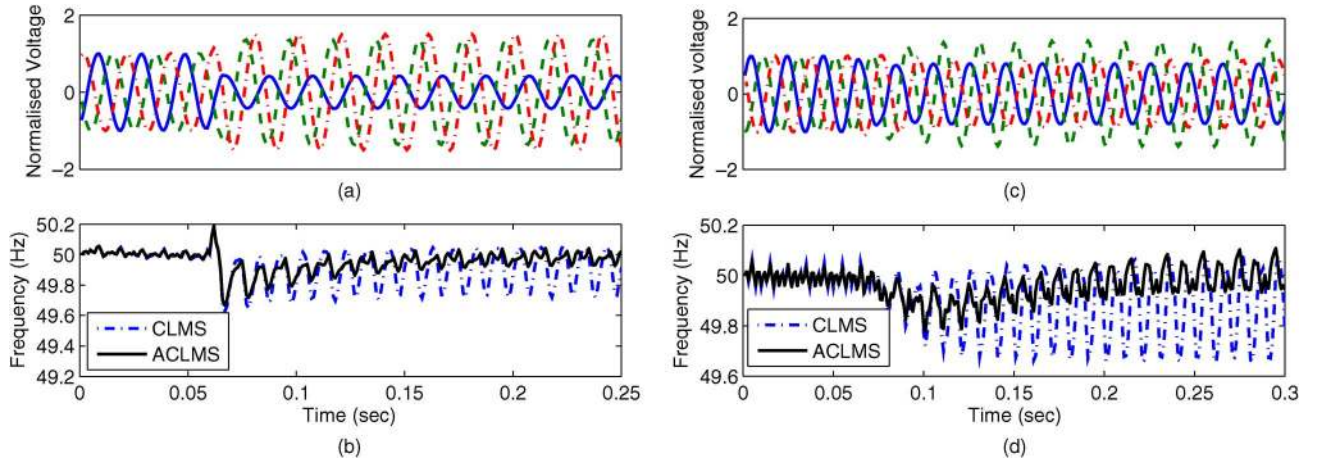 2
0
−2
Normalised Voltage
(a)
50.2
50
49.8
49.6
49.4
49.2
Frequency (Hz)
CLMS
ACLMS
0
0.05
0.1
0.15
0.2
0.25
Time (sec)
(b)
2
0
−2
Normalised voltage
(c)
50.2
50
49.8
49.6
Frequency (Hz)
CLMS
ACLMS
0
0.05
0.1
0.15
0.2
0.25
0.3
Time (sec)
(d)